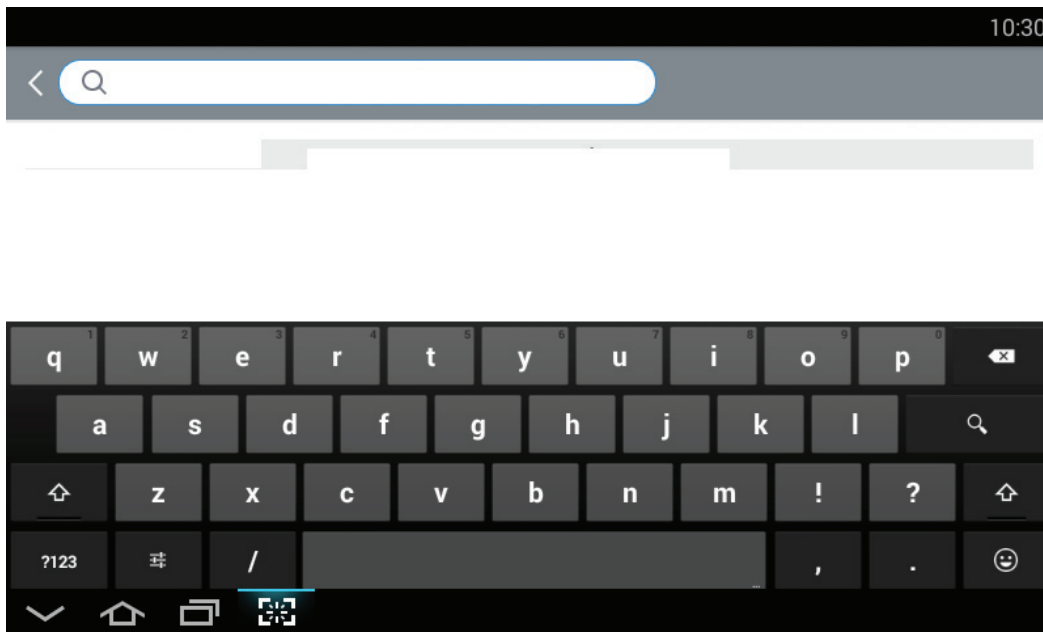 10:30
1 2 3 4 5 6 7 8 9 0
q w e r t y u i o p
a s d f g h j k l
z x c v b n m ! ?
?123 / , .